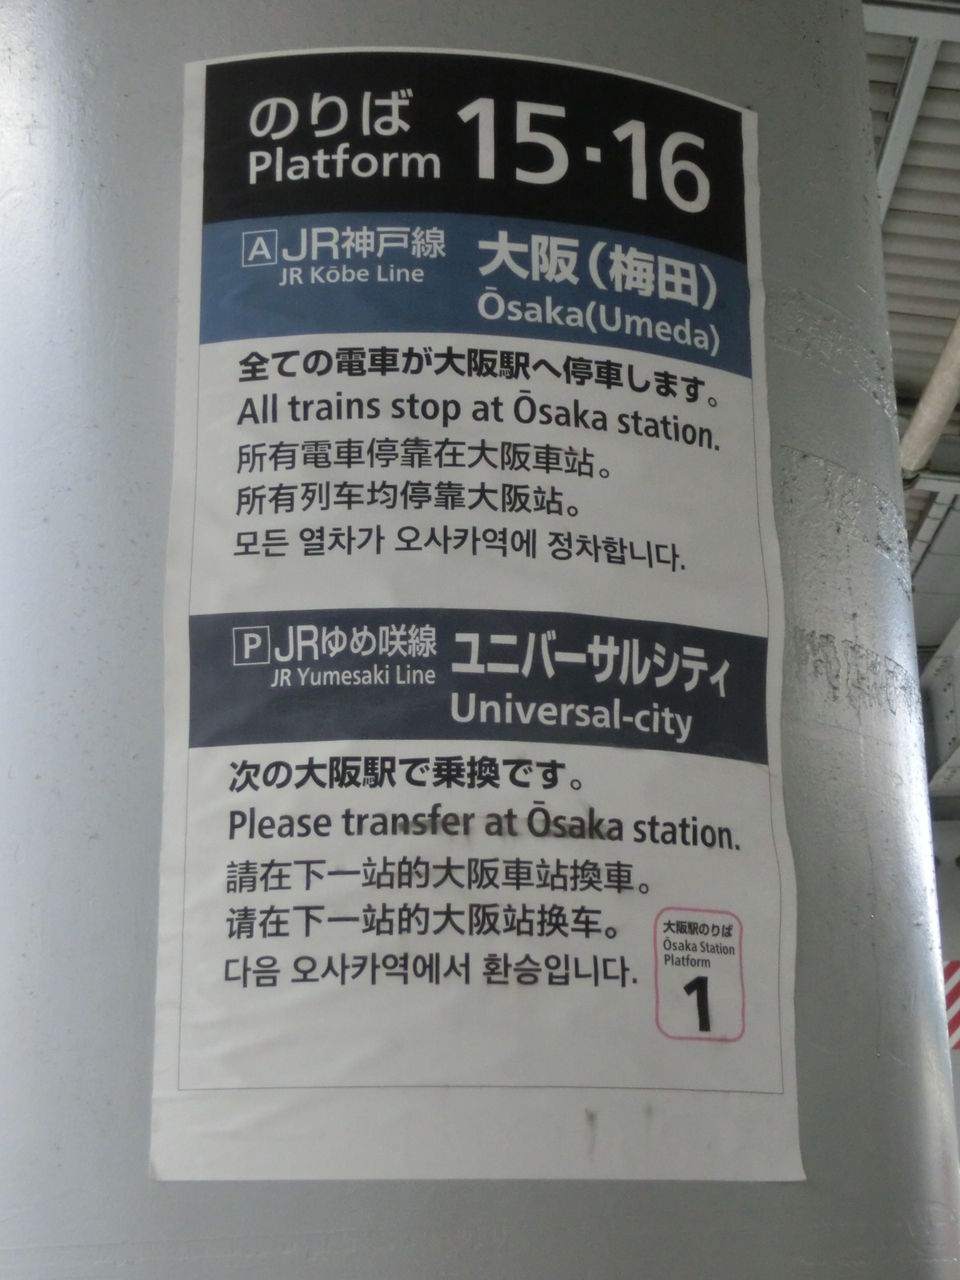 のりば 15・16
Platform
A JR神戸線 大阪(梅田)
JR Kōbe Line Ōsaka(Umeda)
全ての電車が大阪駅へ停車します。
All trains stop at Ōsaka station.
所有電車停靠在大阪車站。
所有列车均停靠大阪站。
모든 열차가 오사카역에 정차합니다.
P JRゆめ咲線 ユニバーサルシティ
JR Yumesaki Line Universal-city
次の大阪駅で乗換です。
Please transfer at Ōsaka station.
請在下一站的大阪車站換車。
请在下一站的大阪站换车。
다음 오사카역에서 환승입니다.
大阪駅のりば
Ōsaka Station
Platform
1